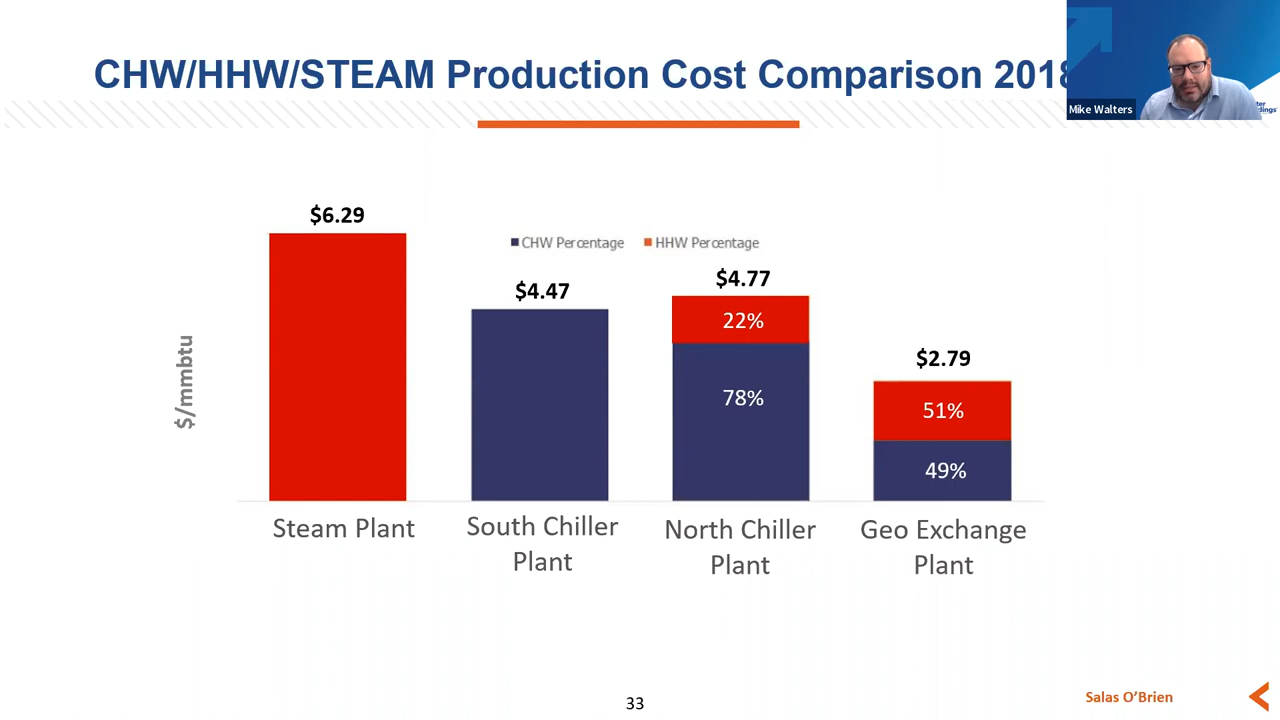 CHW/HHW/STEAM Production Cost Comparison 2018
Mike Walters
$6.29
CHW Percentage
HHW Percentage
$4.77
$4.47
22%
78%
$2.79
51%
49%
$/mmbtu
Steam Plant
South Chiller
Plant
North Chiller
Plant
Geo Exchange
Plant
33
Salas O’Brien